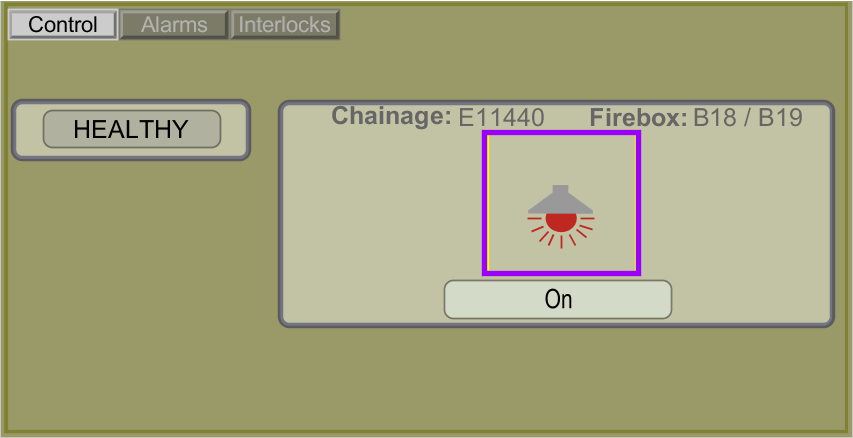 Control Alarms Interlocks
HEALTHY
Chainage: E11440 Firebox: B18 / B19
On